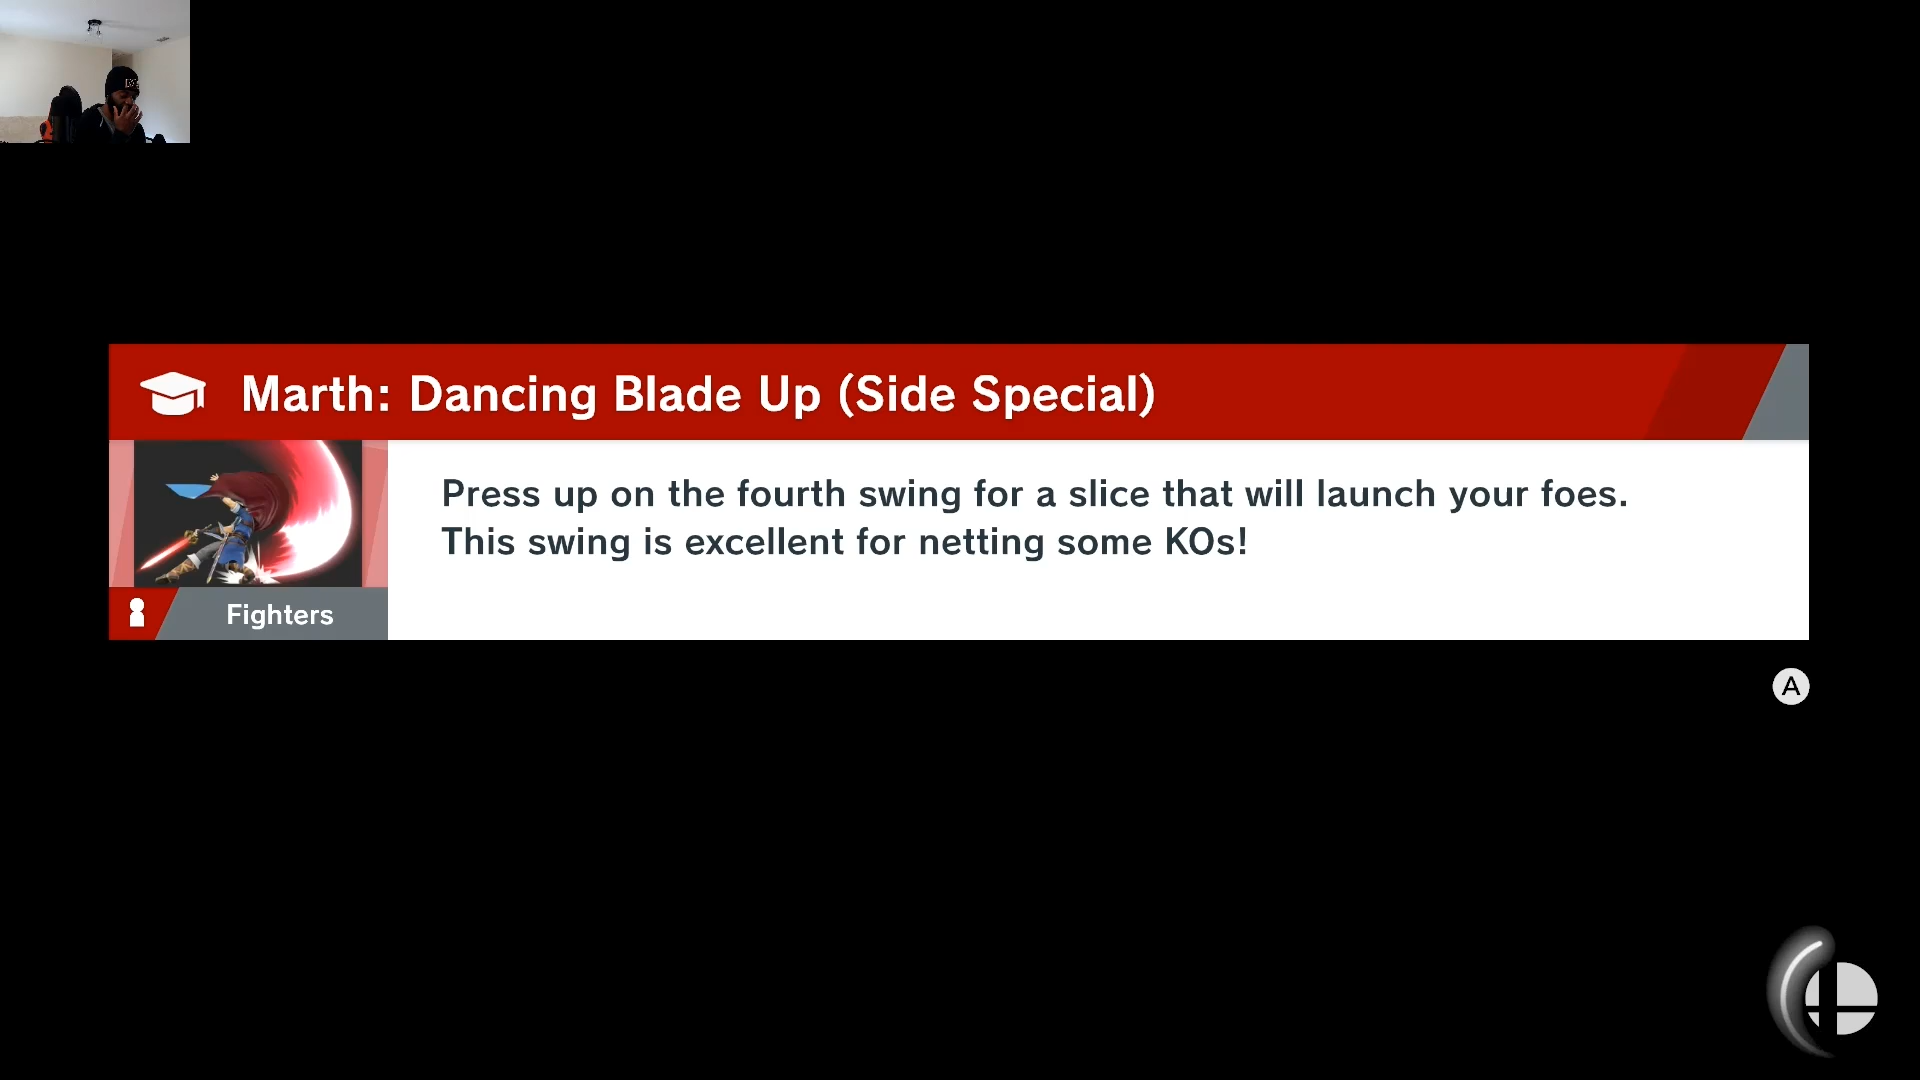 Marth: Dancing Blade Up (Side Special)
Press up on the fourth swing for a slice that will launch your foes.
This swing is excellent for netting some KOs!
Fighters
A